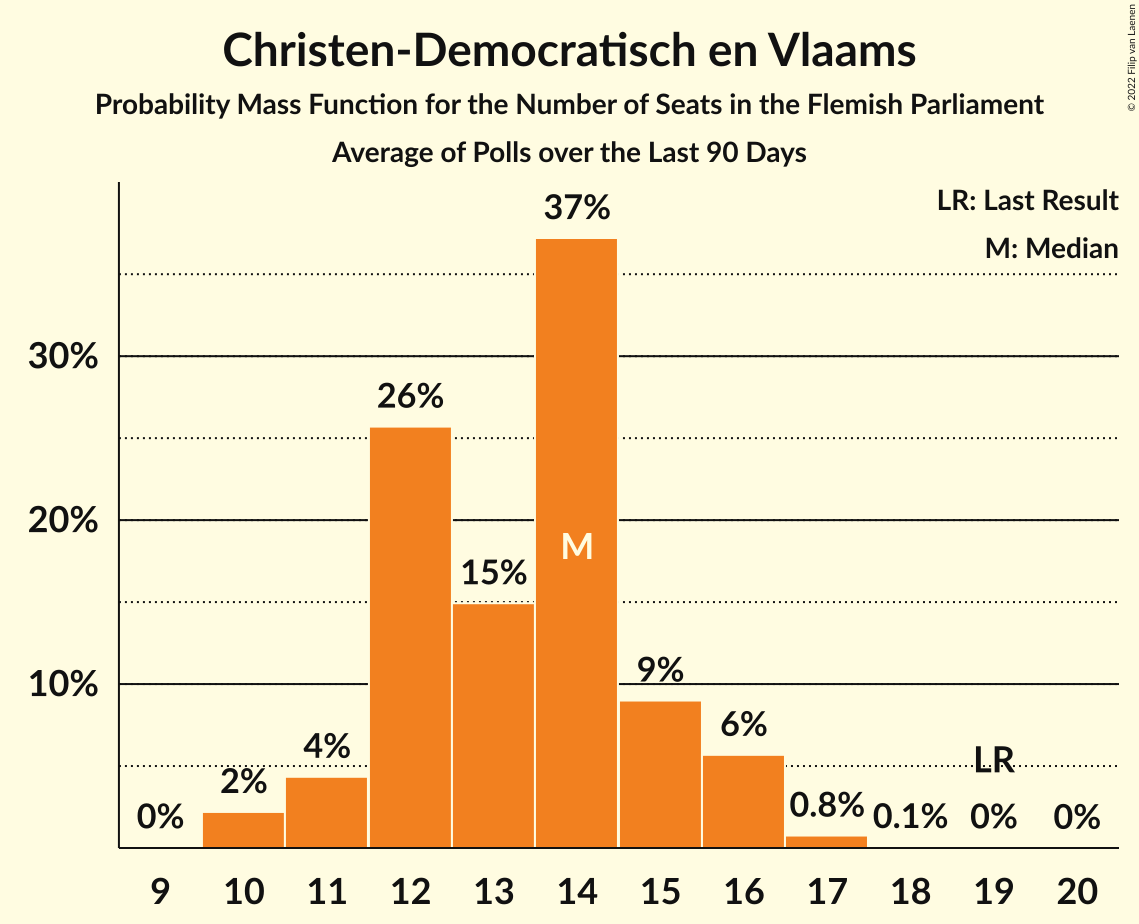 Christen-Democratisch en Vlaams
Probability Mass Function for the Number of Seats in the Flemish Parliament
Average of Polls over the Last 90 Days
© 2022 Filip van Laenen
LR: Last Result
M: Median
37%
30%
26%
20%
M
15%
10%
9%
6%
4%
LR
2%
0%
0.8%
0.1%
0%
0%
9 10 11 12 13 14 15 16 17 18 19 20